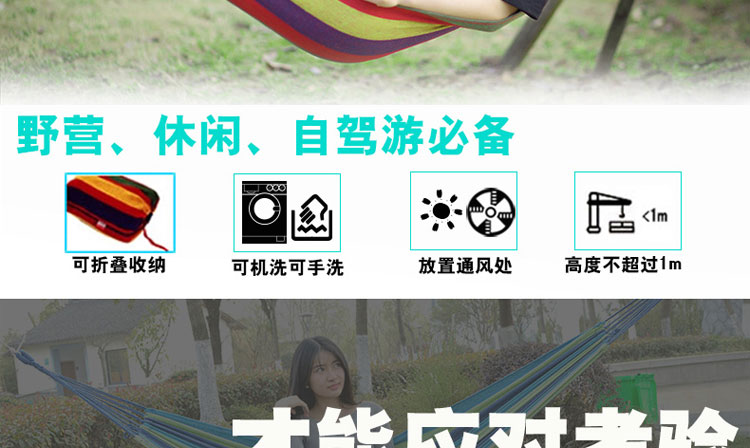 野营、休闲、自驾游必备
<1m
可折叠收纳
可机洗可手洗
放置通风处
高度不超过1m
才能应对考验